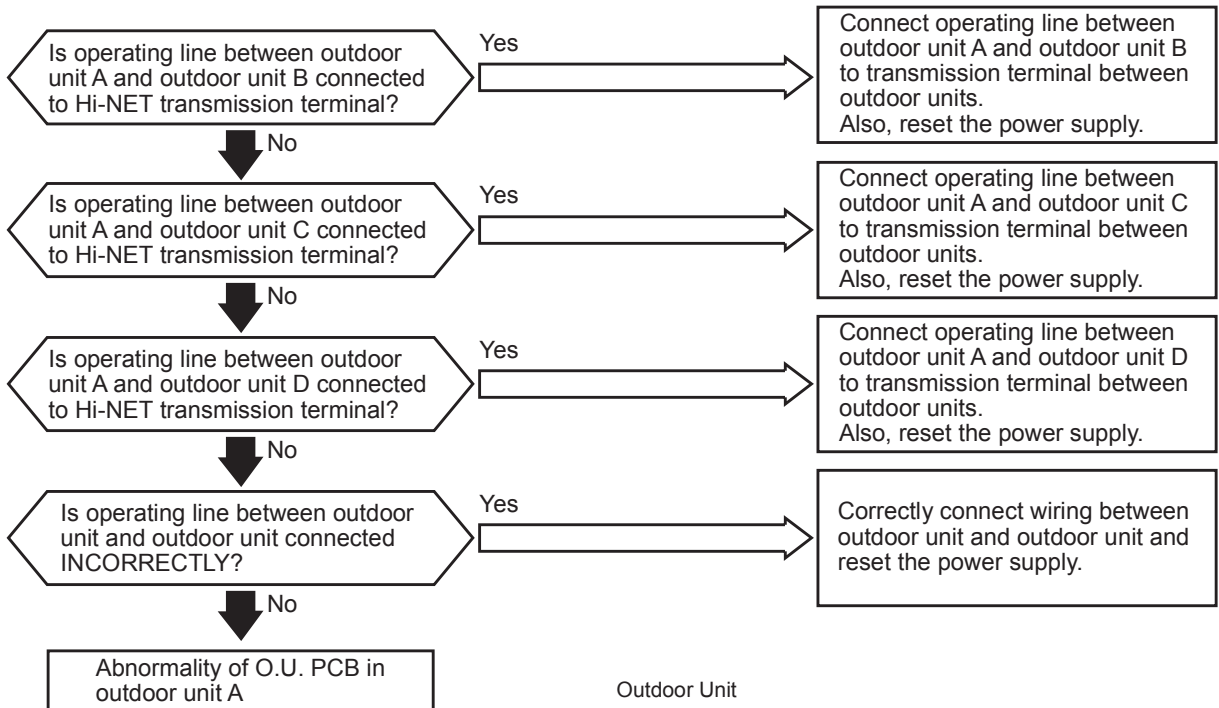 Is operating line between outdoor
unit A and outdoor unit B connected
to Hi-NET transmission terminal?
Yes
Connect operating line between
outdoor unit A and outdoor unit B
to transmission terminal between
outdoor units.
Also, reset the power supply.
No
Is operating line between outdoor
unit A and outdoor unit C connected
to Hi-NET transmission terminal?
Yes
Connect operating line between
outdoor unit A and outdoor unit C
to transmission terminal between
outdoor units.
Also, reset the power supply.
No
Is operating line between outdoor
unit A and outdoor unit D connected
to Hi-NET transmission terminal?
Yes
Connect operating line between
outdoor unit A and outdoor unit D
to transmission terminal between
outdoor units.
Also, reset the power supply.
No
Is operating line between outdoor
unit and outdoor unit connected
INCORRECTLY?
Yes
Correctly connect wiring between
outdoor unit and outdoor unit and
reset the power supply.
No
Abnormality of O.U. PCB in
outdoor unit A
Outdoor Unit